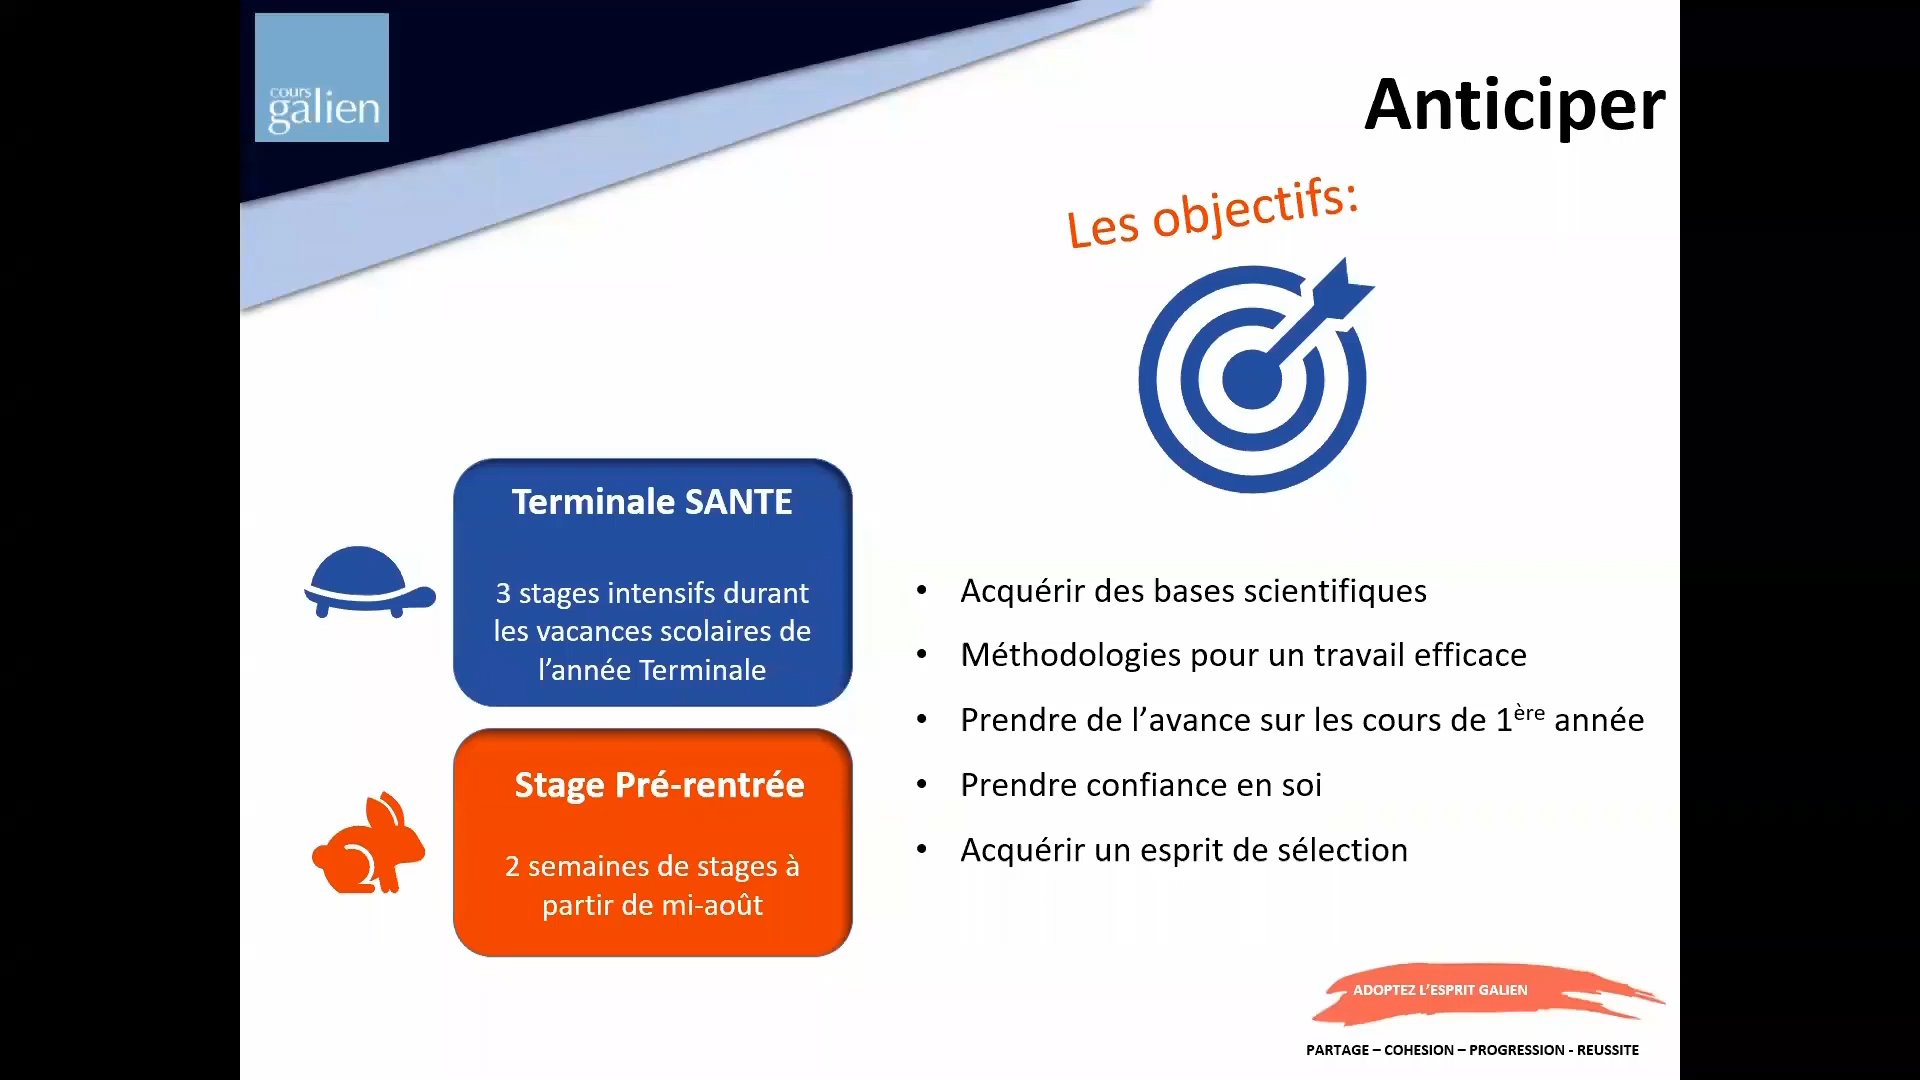 cours
galien
Anticiper
Les objectifs:
Terminale SANTE
3 stages intensifs durant
les vacances scolaires de
l’année Terminale
Stage Pré-rentrée
2 semaines de stages à
partir de mi-août
• Acquérir des bases scientifiques
• Méthodologies pour un travail efficace
• Prendre de l’avance sur les cours de 1ère année
• Prendre confiance en soi
• Acquérir un esprit de sélection
ADOPTEZ L’ESPRIT GALIEN
PARTAGE – COHESION – PROGRESSION - REUSSITE